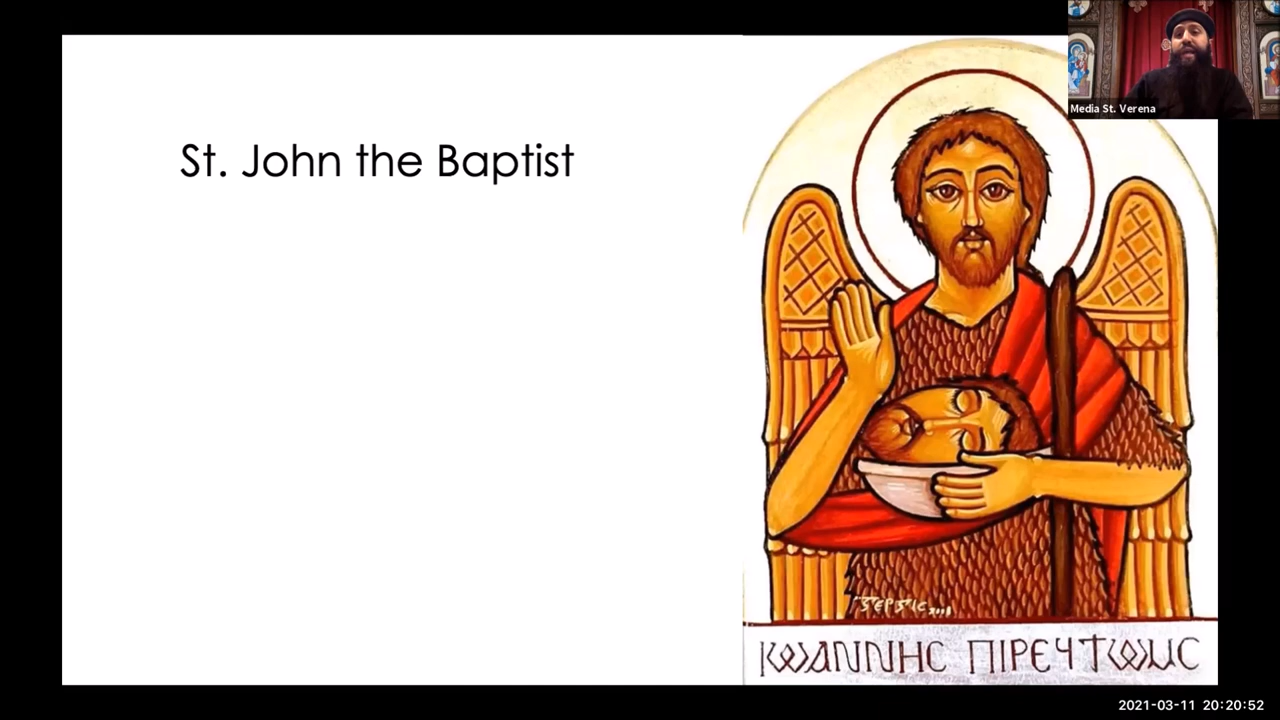 Media St. Verena
St. John the Baptist
ⲒⲰⲀⲚⲚⲎⲤ ⲠⲒⲢⲈϤϮⲰⲘⲤ
2021-03-11 20:20:52